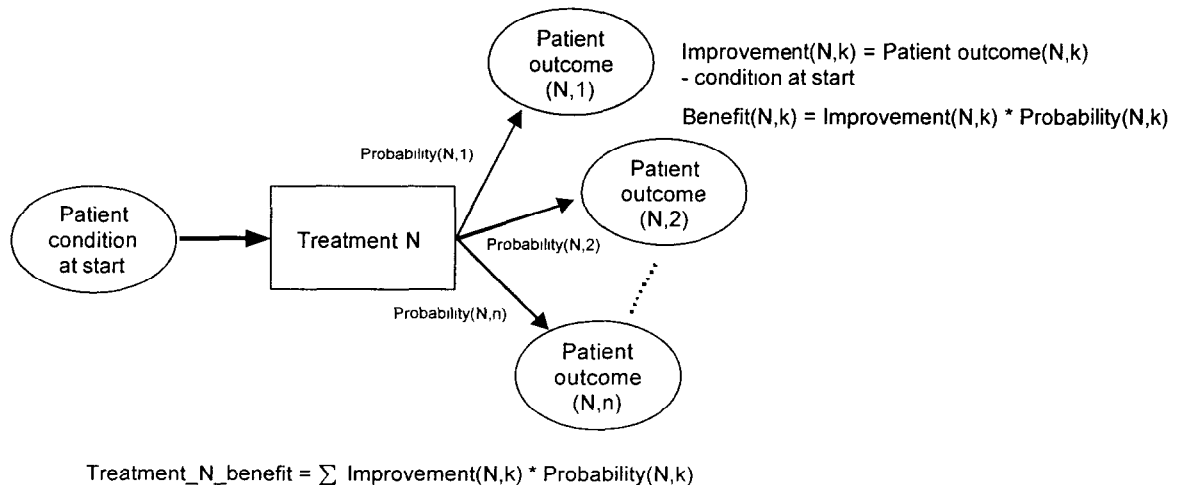 Patient
outcome
(N,1)
Improvement(N,k) = Patient outcome(N,k)
- condition at start
Benefit(N,k) = Improvement(N,k) * Probability(N,k)
Probability(N,1)
Patient
outcome
(N,2)
Patient
condition
at start
Treatment N
Probability(N,2)
Probability(N,n)
Patient
outcome
(N,n)
Treatment_N_benefit = ∑ Improvement(N,k) * Probability(N,k)